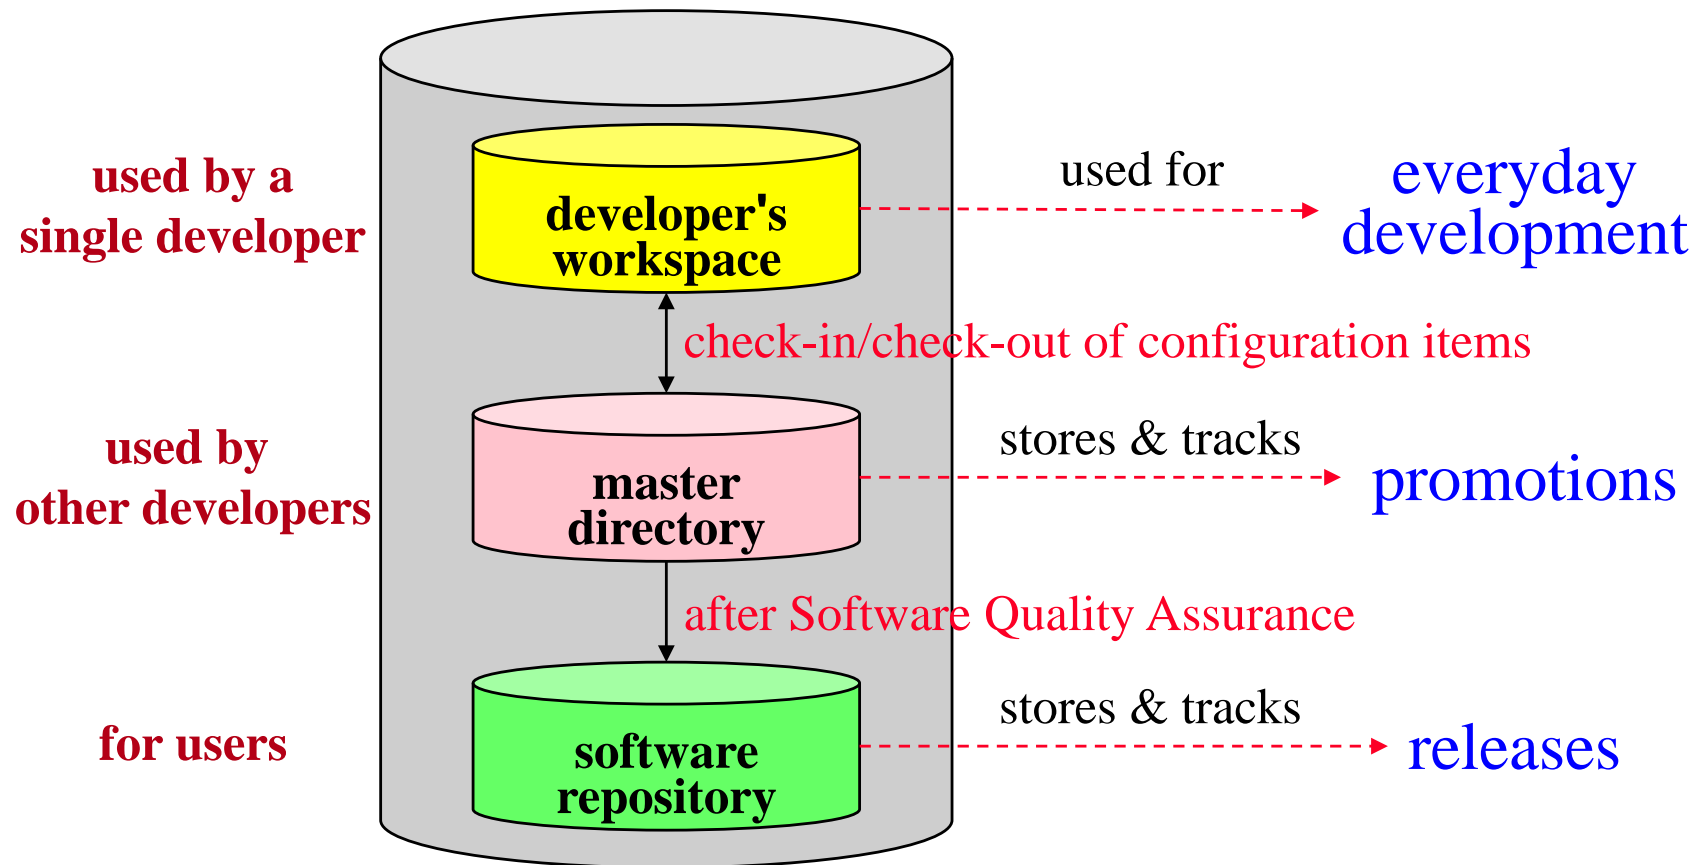 used by a
single developer
developer's
workspace
used for
everyday
development
check-in/check-out of configuration items
used by
other developers
master
directory
stores & tracks
promotions
after Software Quality Assurance
for users
software
repository
stores & tracks
releases